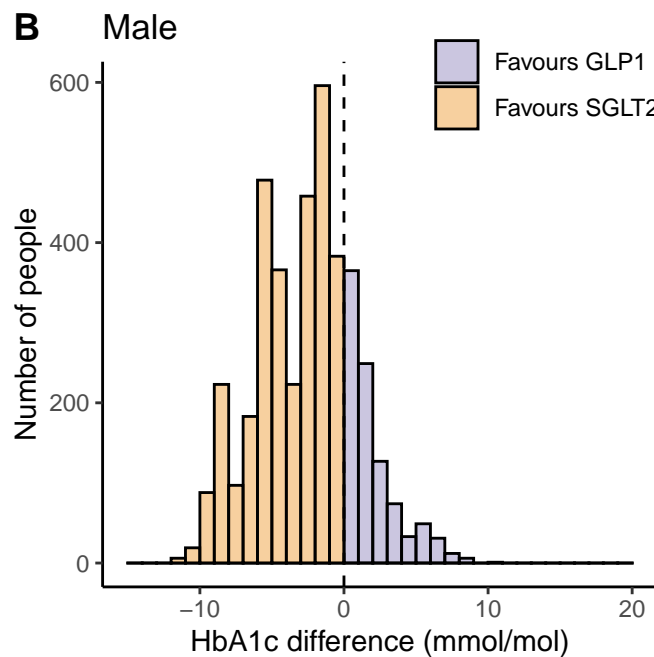 B Male
Favours GLP1
Favours SGLT2
600
400
200
0
Number of people
−10 0 10 20
HbA1c difference (mmol/mol)